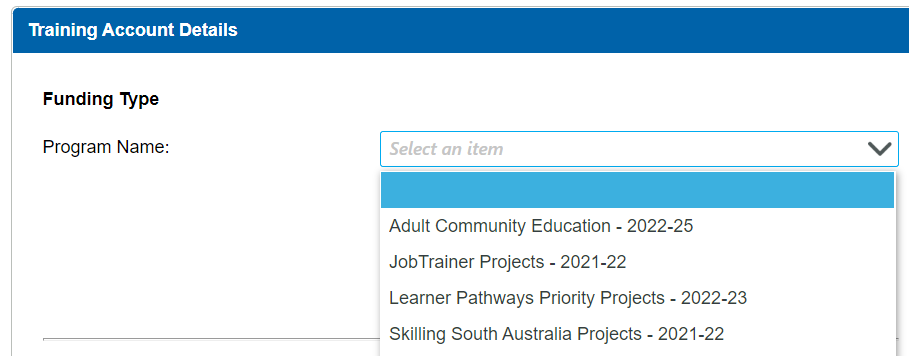 Training Account Details
Funding Type
Program Name:
Select an item
Adult Community Education - 2022-25
JobTrainer Projects - 2021-22
Learner Pathways Priority Projects - 2022-23
Skilling South Australia Projects - 2021-22